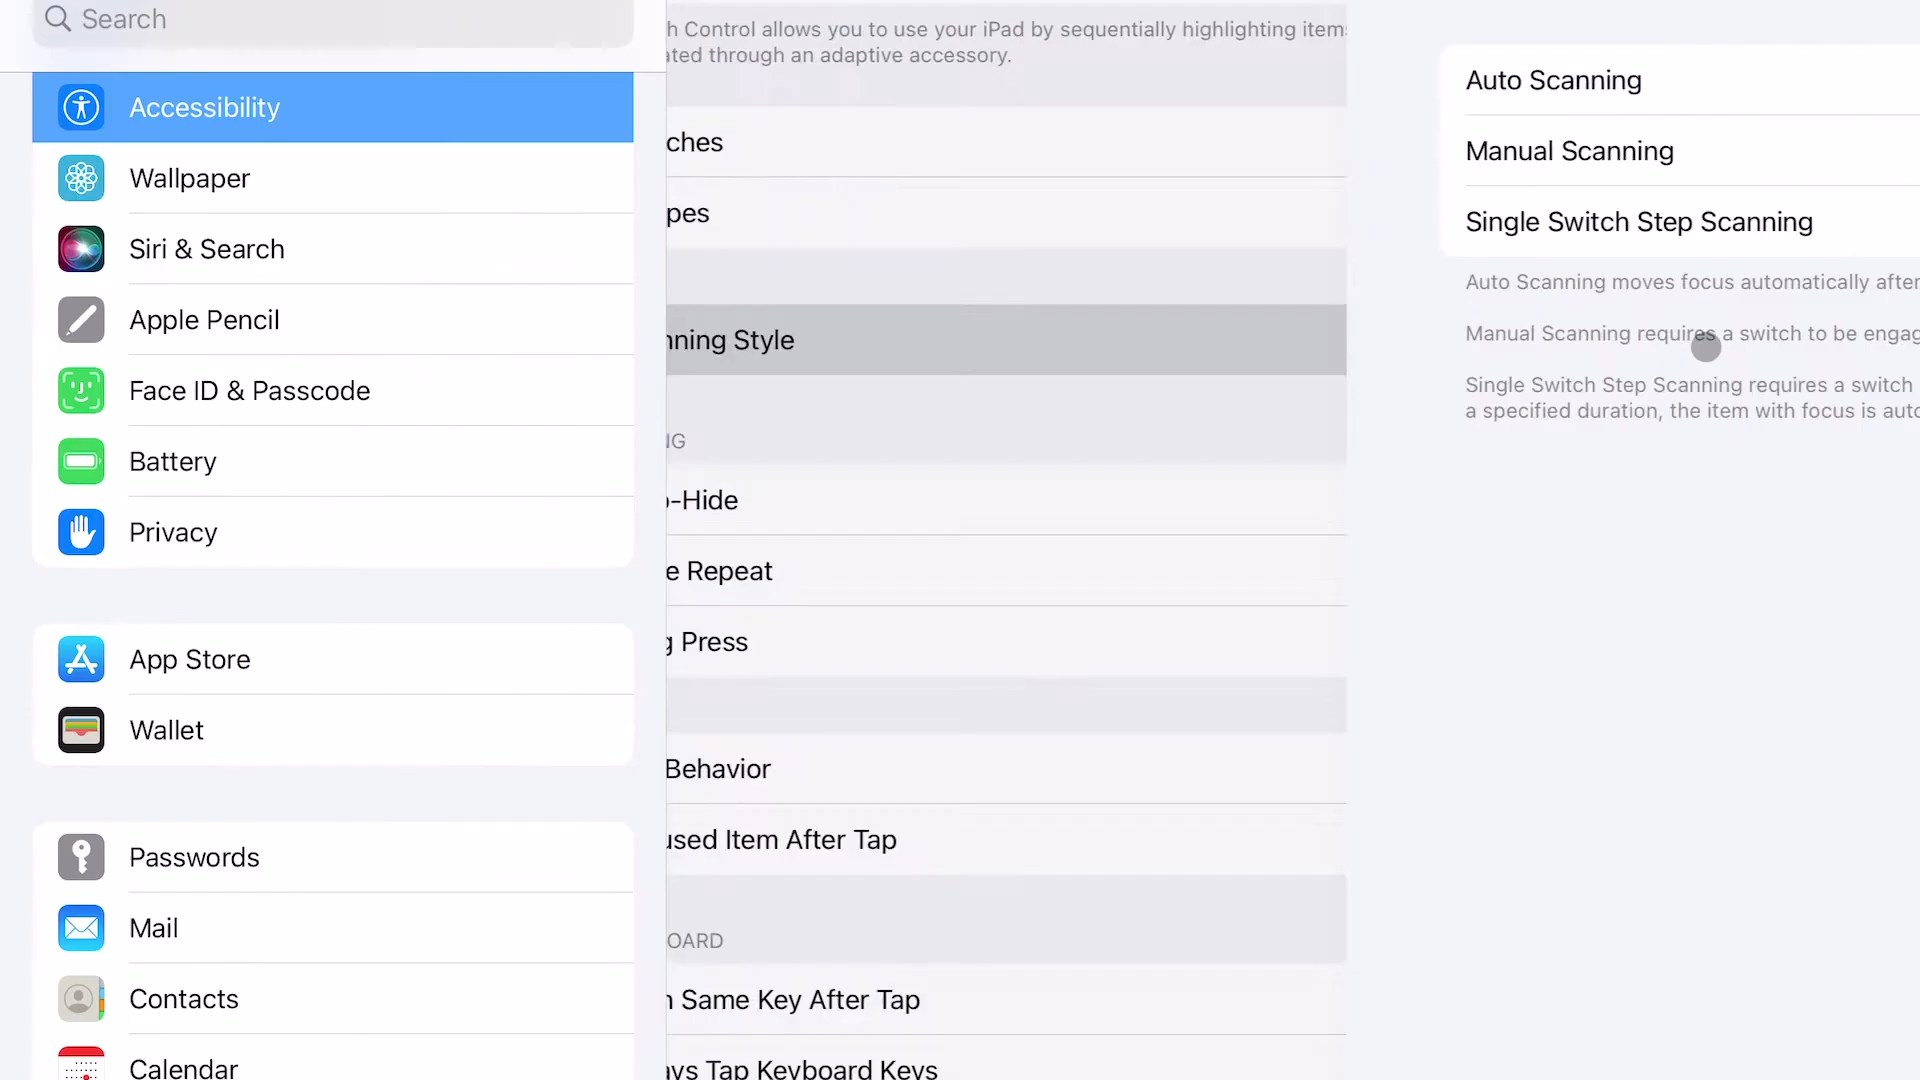 Search
Accessibility
Wallpaper
Siri & Search
Apple Pencil
Face ID & Passcode
Battery
Privacy
App Store
Wallet
Passwords
Mail
Contacts
Calendar
h Control allows you to use your iPad by sequentially highlighting items
ated through an adaptive accessory.
ches
pes
nning Style
NG
o-Hide
e Repeat
g Press
Behavior
used Item After Tap
OARD
n Same Key After Tap
ays Tap Keyboard Keys
Auto Scanning
Manual Scanning
Single Switch Step Scanning
Auto Scanning moves focus automatically after
Manual Scanning requires a switch to be engag
Single Switch Step Scanning requires a switch
a specified duration, the item with focus is auto